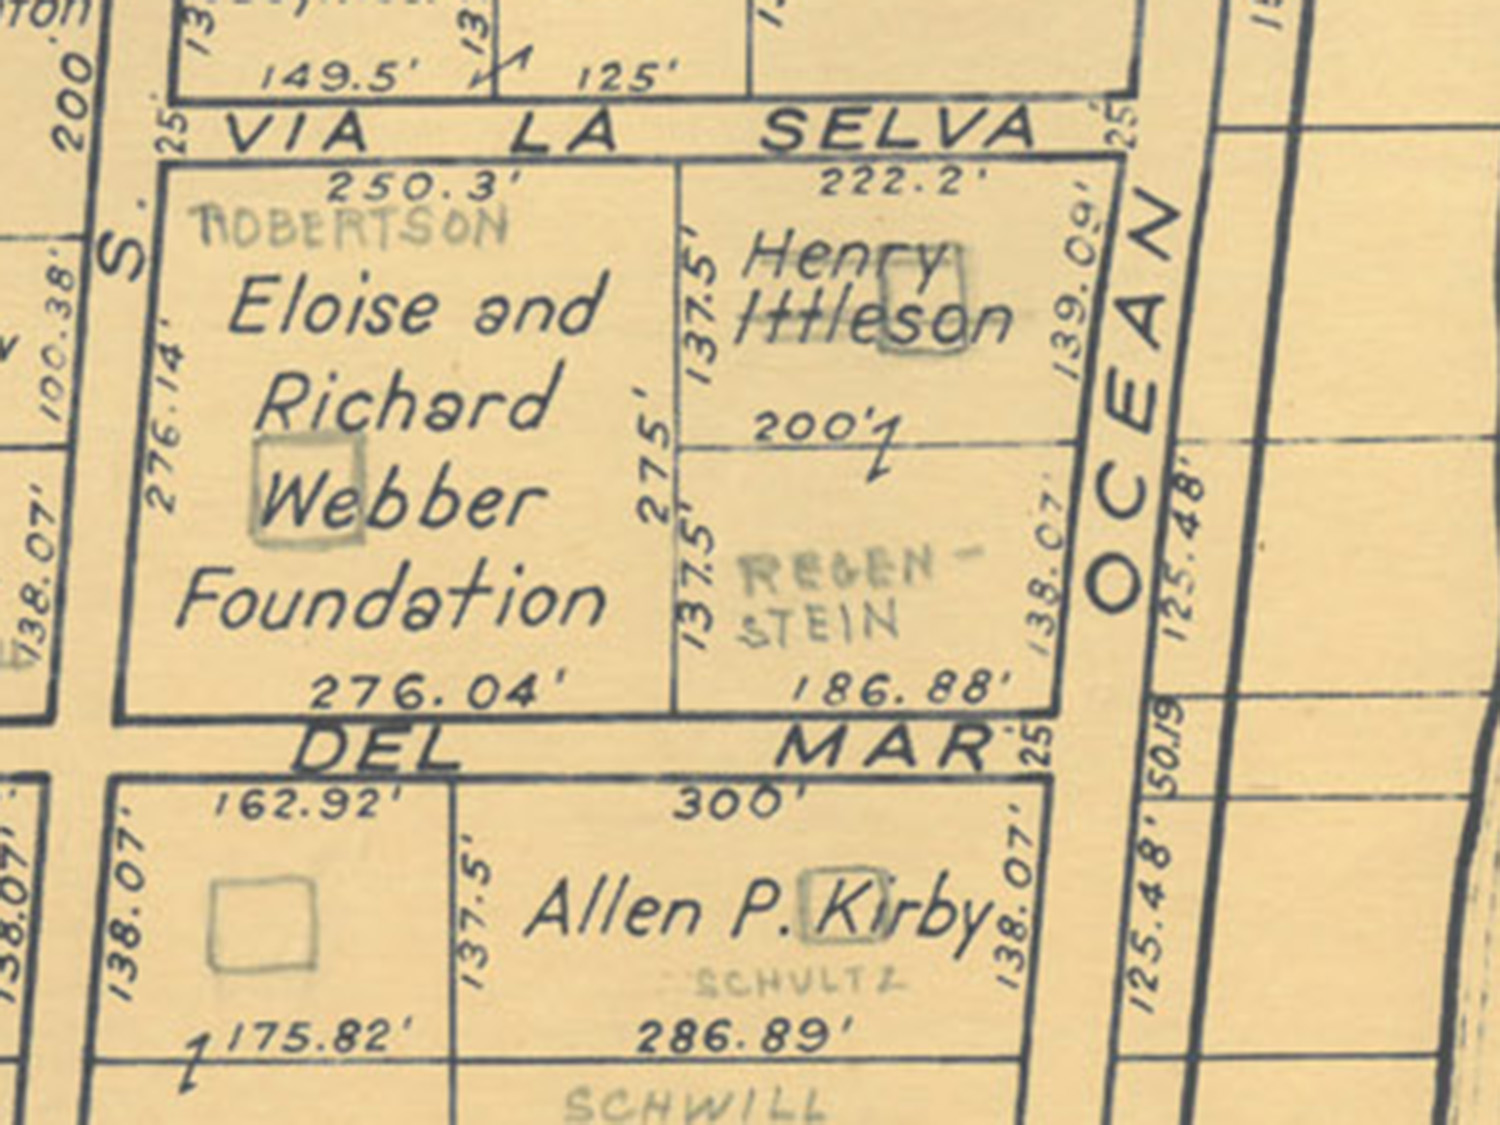 200'
149.5'
125'
25'
VIA LA SELVA
25'
S.
250.3'
ROBERTSON
Eloise and
Richard
Webber
Foundation
276.14'
275'
276.04'
222.2'
Henry
Ittleson
137.5'
139.09'
200'
137.5'
REGEN-
STEIN
138.07'
186.88'
OCEAN
100.38'
138.07'
125.48'
50.19
DEL MAR
25'
162.92'
300'
138.07'
138.07'
137.5'
Allen P. Kirby
SCHULTZ
138.07'
125.48'
175.82'
286.89'
SCHWILL